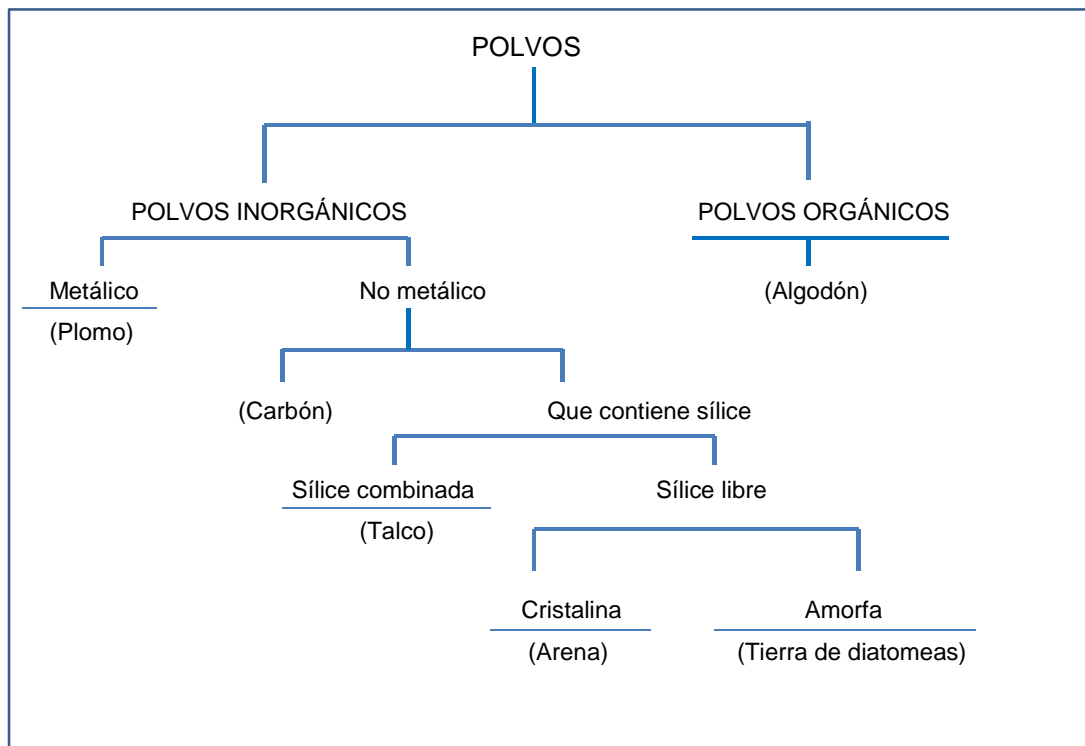 POLVOS
POLVOS INORGÁNICOS
POLVOS ORGÁNICOS
Metálico
No metálico
(Algodón)
(Plomo)
(Carbón)
Que contiene sílice
Sílice combinada
Sílice libre
(Talco)
Cristalina
Amorfa
(Arena)
(Tierra de diatomeas)